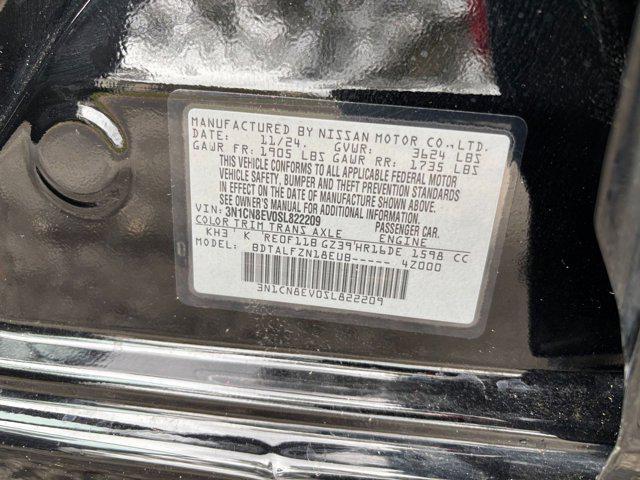 MANUFACTURED BY NISSAN MOTOR CO.,LTD.
DATE: 11/24. GVWR: 3624 LBS
GAWR FR: 1905 LBS GAWR RR: 1735 LBS
THIS VEHICLE CONFORMS TO ALL APPLICABLE FEDERAL MOTOR
VEHICLE SAFETY, BUMPER AND THEFT PREVENTION STANDARDS
IN EFFECT ON THE DATE OF MANUFACTURE SHOWN ABOVE.
SEE OWNER'S MANUAL FOR ADDITIONAL INFORMATION.
VIN: 3N1CN8EV0SL822209 PASSENGER CAR.
COLOR TRIM TRANS AXLE ENGINE
KH3 K RE0F11B GZ39 HR16DE 1598 CC
MODEL: BDTALFZN18EUB----- 4Z000
3N1CN8EV0SL822209